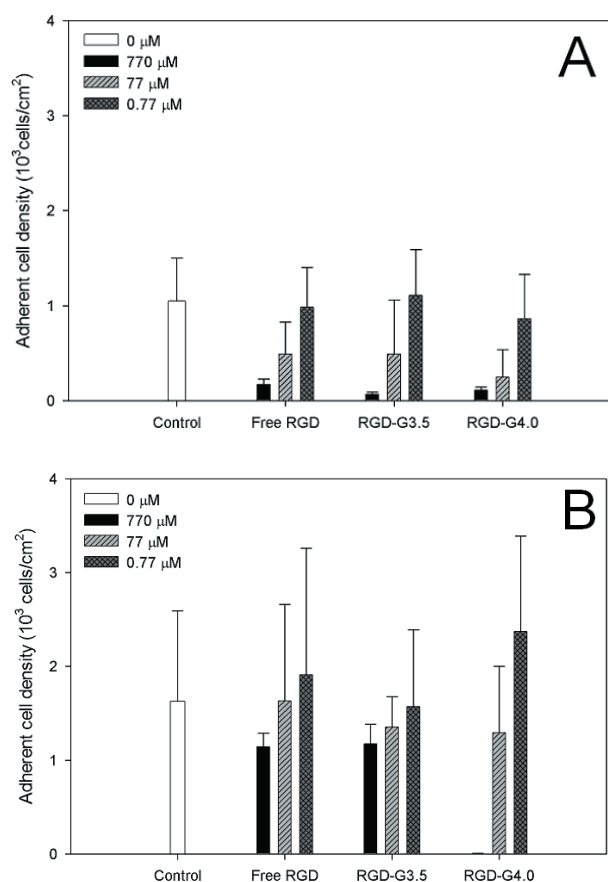 4
0 μM
770 μM
77 μM
0.77 μM
A
3
2
1
0
Adherent cell density (10³cells/cm²)
Control Free RGD RGD-G3.5 RGD-G4.0
4
0 μM
770 μM
77 μM
0.77 μM
B
3
2
1
0
Adherent cell density (10³ cells/cm²)
Control Free RGD RGD-G3.5 RGD-G4.0